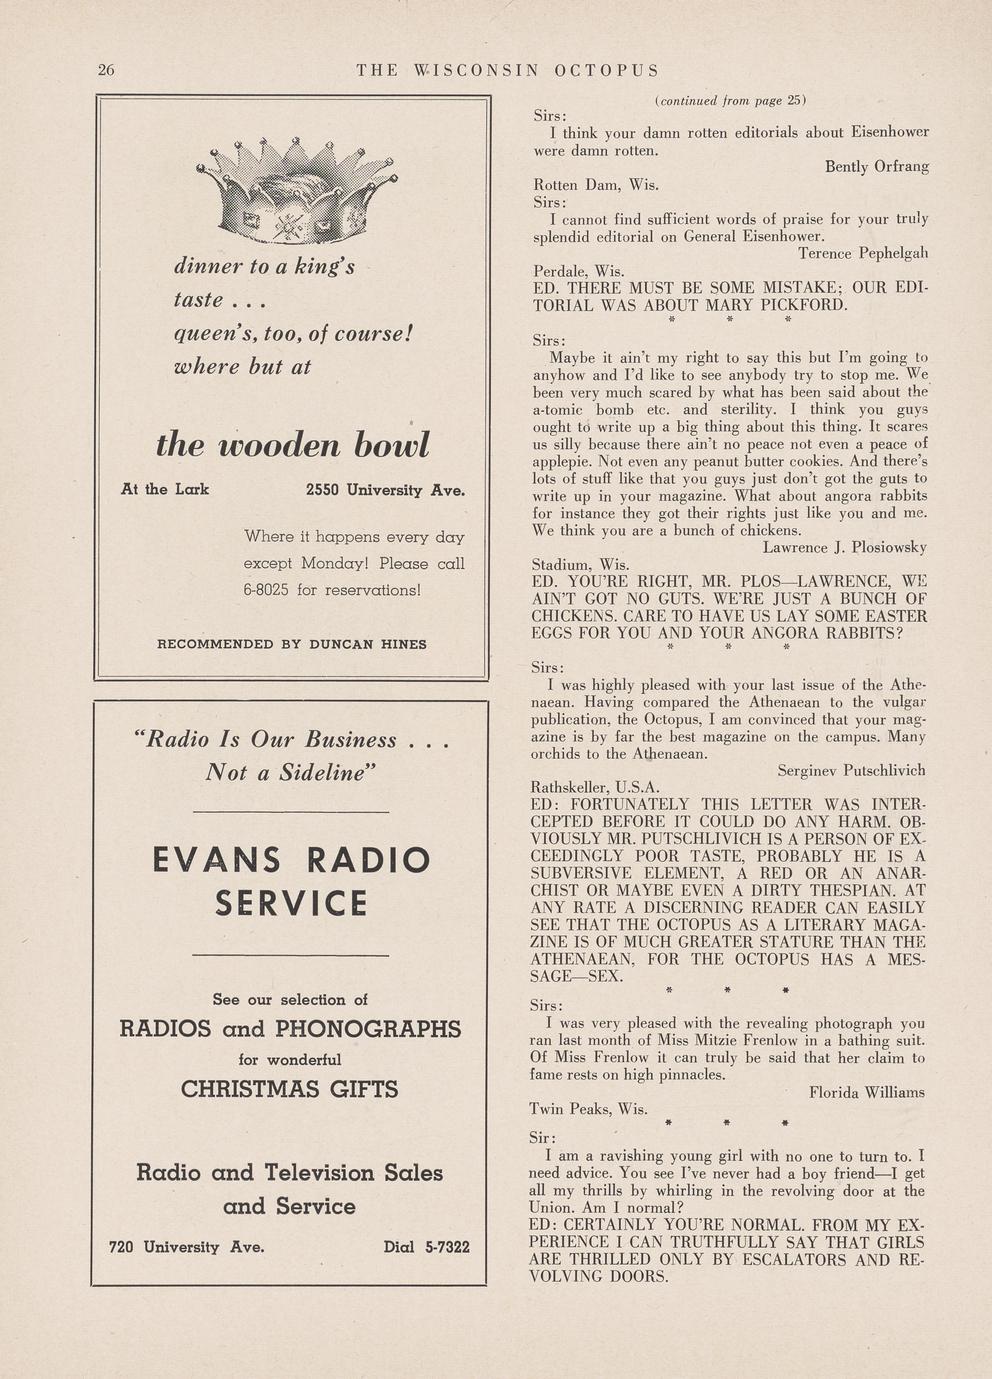 26
THE WISCONSIN OCTOPUS
dinner to a king's
taste . . .
queen's, too, of course!
where but at
the wooden bowl
At the Lark 2550 University Ave.
Where it happens every day
except Monday! Please call
6-8025 for reservations!
RECOMMENDED BY DUNCAN HINES
"Radio Is Our Business . . .
Not a Sideline"
EVANS RADIO
SERVICE
See our selection of
RADIOS and PHONOGRAPHS
for wonderful
CHRISTMAS GIFTS
Radio and Television Sales
and Service
720 University Ave. Dial 5-7322
(continued from page 25)
Sirs:
I think your damn rotten editorials about Eisenhower
were damn rotten.
Bently Orfrang
Rotten Dam, Wis.
Sirs:
I cannot find sufficient words of praise for your truly
splendid editorial on General Eisenhower.
Terence Pephelgah
Perdale, Wis.
ED. THERE MUST BE SOME MISTAKE; OUR EDI-
TORIAL WAS ABOUT MARY PICKFORD.
* * *
Sirs:
Maybe it ain't my right to say this but I'm going to
anyhow and I'd like to see anybody try to stop me. We
been very much scared by what has been said about the
a-tomic bomb etc. and sterility. I think you guys
ought to write up a big thing about this thing. It scares
us silly because there ain't no peace not even a peace of
applepie. Not even any peanut butter cookies. And there's
lots of stuff like that you guys just don't got the guts to
write up in your magazine. What about angora rabbits
for instance they got their rights just like you and me.
We think you are a bunch of chickens.
Lawrence J. Plosiowsky
Stadium, Wis.
ED. YOU'RE RIGHT, MR. PLOS—LAWRENCE, WE
AIN'T GOT NO GUTS. WE'RE JUST A BUNCH OF
CHICKENS. CARE TO HAVE US LAY SOME EASTER
EGGS FOR YOU AND YOUR ANGORA RABBITS?
* * *
Sirs:
I was highly pleased with your last issue of the Athe-
naean. Having compared the Athenaean to the vulgar
publication, the Octopus, I am convinced that your mag-
azine is by far the best magazine on the campus. Many
orchids to the Athenaean.
Serginev Putschlivich
Rathskeller, U.S.A.
ED: FORTUNATELY THIS LETTER WAS INTER-
CEPTED BEFORE IT COULD DO ANY HARM. OB-
VIOUSLY MR. PUTSCHLIVICH IS A PERSON OF EX-
CEEDINGLY POOR TASTE, PROBABLY HE IS A
SUBVERSIVE ELEMENT, A RED OR AN ANAR-
CHIST OR MAYBE EVEN A DIRTY THESPIAN. AT
ANY RATE A DISCERNING READER CAN EASILY
SEE THAT THE OCTOPUS AS A LITERARY MAGA-
ZINE IS OF MUCH GREATER STATURE THAN THE
ATHENAEAN, FOR THE OCTOPUS HAS A MES-
SAGE—SEX.
* * *
Sirs:
I was very pleased with the revealing photograph you
ran last month of Miss Mitzie Frenlow in a bathing suit.
Of Miss Frenlow it can truly be said that her claim to
fame rests on high pinnacles.
Florida Williams
Twin Peaks, Wis.
* * *
Sir:
I am a ravishing young girl with no one to turn to. I
need advice. You see I've never had a boy friend—I get
all my thrills by whirling in the revolving door at the
Union. Am I normal?
ED: CERTAINLY YOU'RE NORMAL. FROM MY EX-
PERIENCE I CAN TRUTHFULLY SAY THAT GIRLS
ARE THRILLED ONLY BY ESCALATORS AND RE-
VOLVING DOORS.